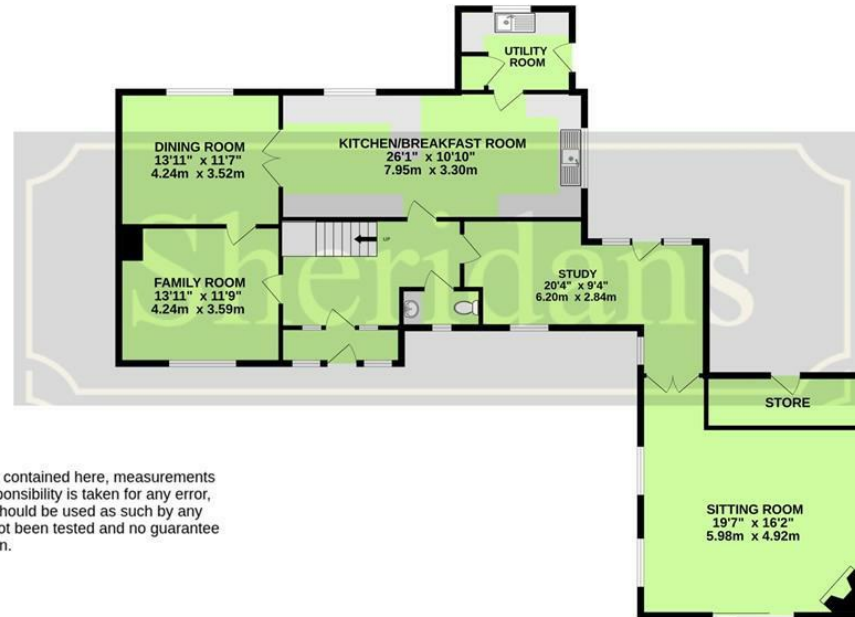 UTILITY
ROOM
DINING ROOM
13'11" x 11'7"
4.24m x 3.52m
KITCHEN/BREAKFAST ROOM
26'1" x 10'10"
7.95m x 3.30m
UP
Sheridans
FAMILY ROOM
13'11" x 11'9"
4.24m x 3.59m
STUDY
20'4" x 9'4"
6.20m x 2.84m
STORE
SITTING ROOM
19'7" x 16'2"
5.98m x 4.92m
contained here, measurements
ponsibility is taken for any error,
hould be used as such by any
ot been tested and no guarantee
n.